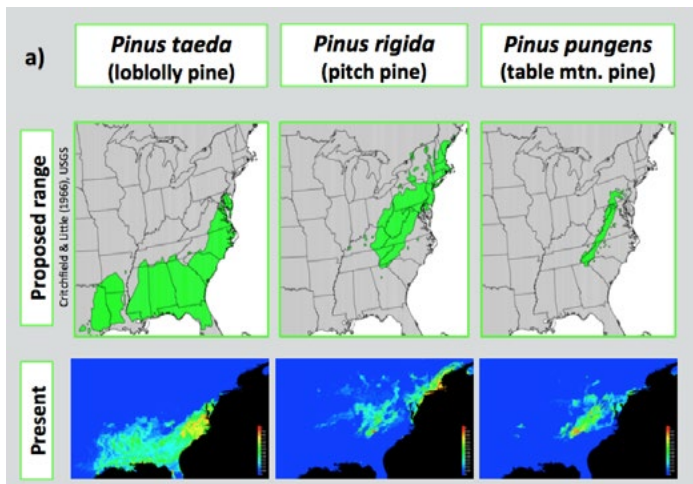 a)
Pinus taeda
(loblolly pine)
Pinus rigida
(pitch pine)
Pinus pungens
(table mtn. pine)
Proposed range
Critchfield & Little (1966), USGS
Present